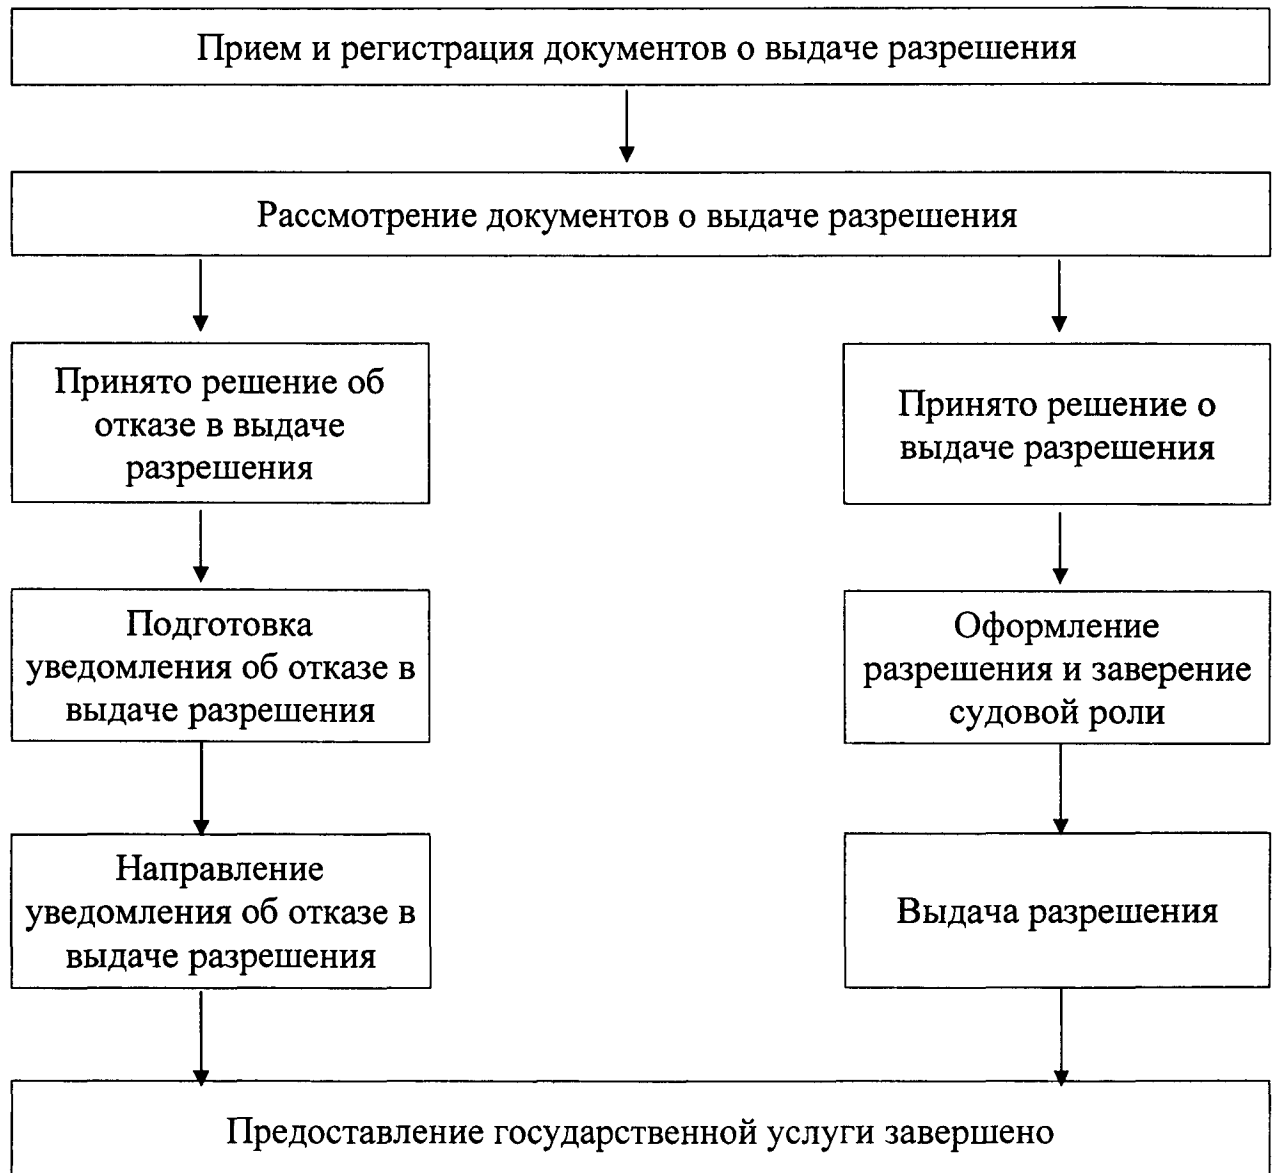 Прием и регистрация документов о выдаче разрешения
Рассмотрение документов о выдаче разрешения
Принято решение об
отказе в выдаче
разрешения
Принято решение о
выдаче разрешения
Подготовка
уведомления об отказе в
выдаче разрешения
Оформление
разрешения и заверение
судовой роли
Направление
уведомления об отказе в
выдаче разрешения
Выдача разрешения
Предоставление государственной услуги завершено